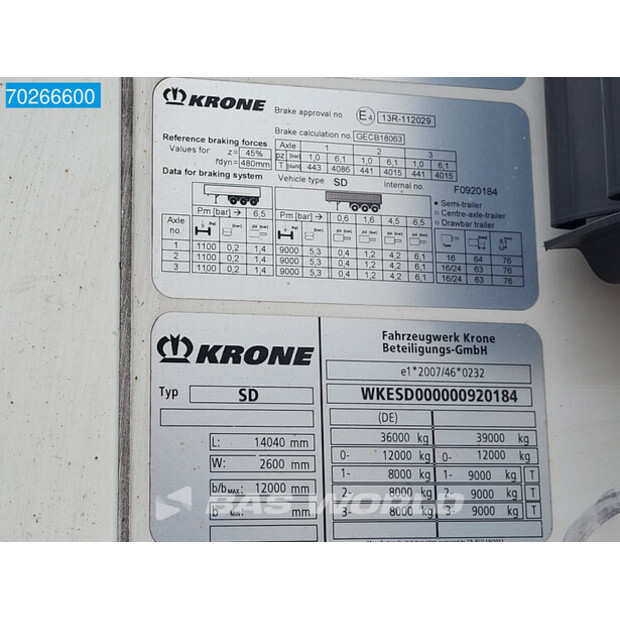 70266600
KRONE
Brake approval no. E4 13R-112029
Brake calculation no. GECB18063
Reference braking forces
Values for z= 45%
rdyn= 480mm
Axle 1 2 3
pz [bar] 1,0 6,1 1,0 6,1 1,0 6,1
T [daN] 443 4086 441 4015 441 4015
Data for braking system
Vehicle type SD Internal no. F0920184
Semi-trailer
Centre-axle-trailer
Drawbar trailer
Pm [bar] → 6,5 Pm [bar] → 0,6 1,6 4,5 6,5
Axle no.
1 1100 0,2 1,4 9000 5,3 0,4 1,2 4,2 6,1 16 64 76
2 1100 0,2 1,4 9000 5,3 0,4 1,2 4,2 6,1 16/24 63 76
3 1100 0,2 1,4 9000 5,3 0,4 1,2 4,2 6,1 16/24 63 76
KRONE
Fahrzeugwerk Krone
Beteiligungs-GmbH
e1*2007/46*0232
Typ SD
WKESD000000920184
(DE)
L: 14040 mm
W: 2600 mm
b/b MAX: 12000 mm
b MIN: mm
36000 kg 39000 kg
0- 12000 kg 0- 12000 kg
1- 8000 kg 1- 9000 kg T
2- 8000 kg 2- 9000 kg T
3- 8000 kg 3- 9000 kg T
BAS WORLD